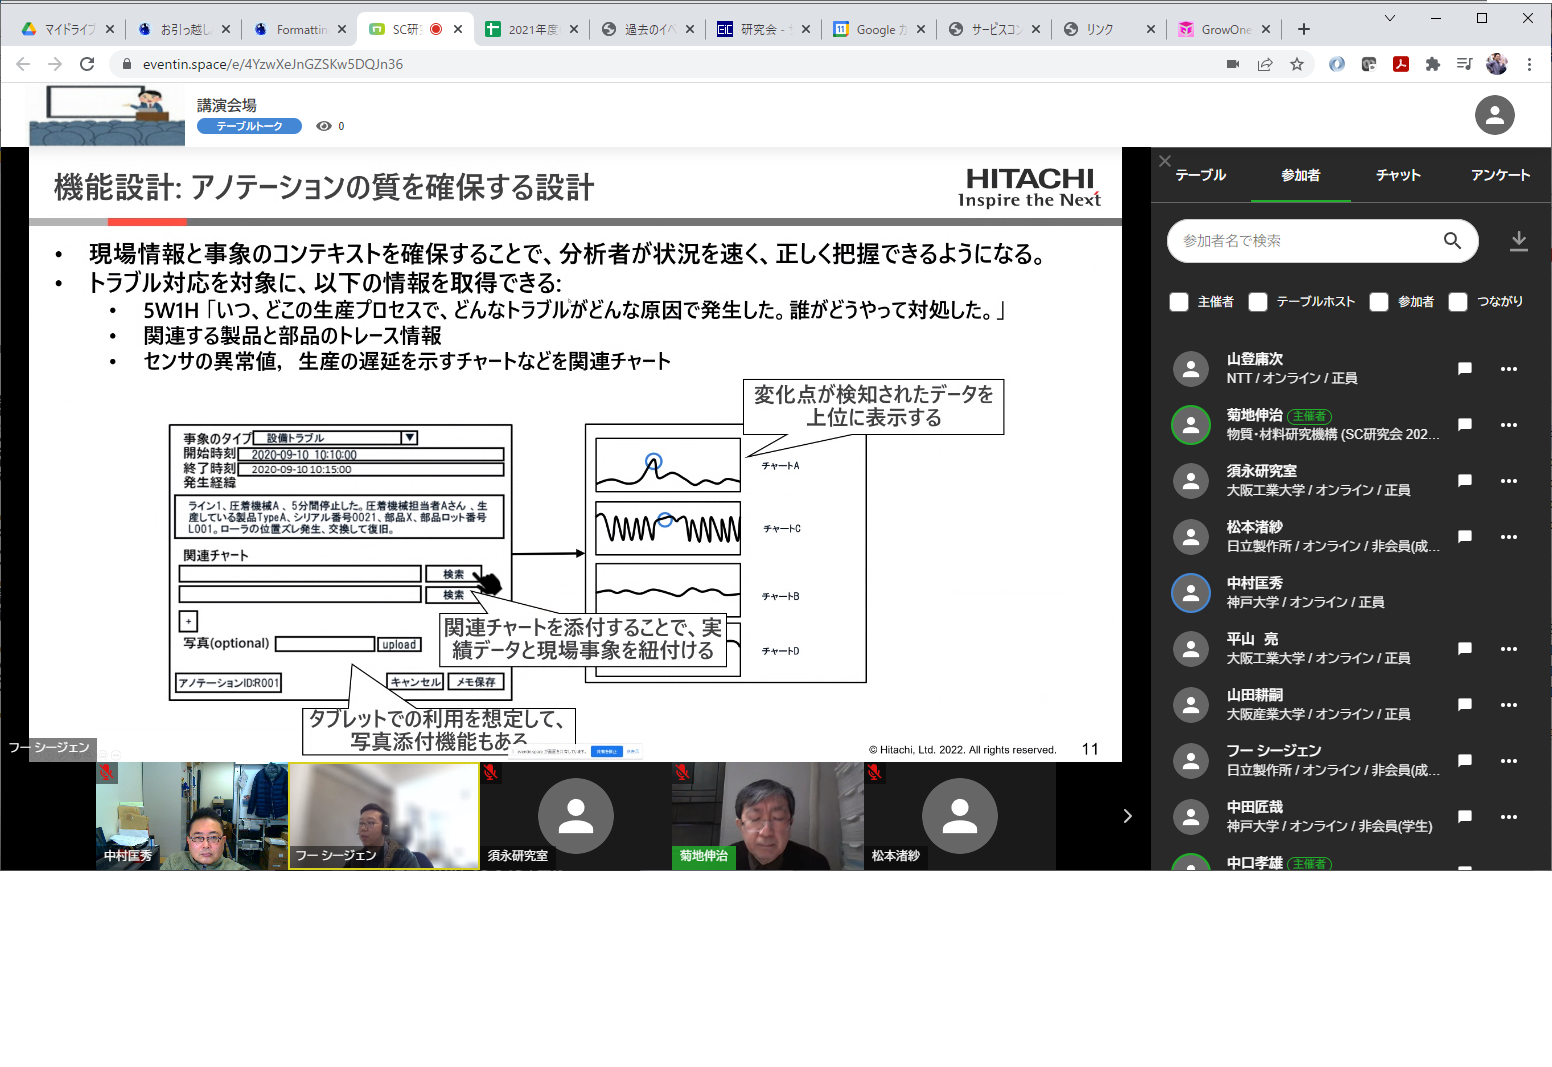 マイドライブ
お引っ越し
Formattin
SC研究
2021年度
過去のイベ
研究会 - 
Google カ
サービスコン
リンク
GrowOne
eventin.space/e/4YzwXeJnGZSKw5DQJn36
講演会場
テーブルトーク
0
機能設計: アノテーションの質を確保する設計
HITACHI
Inspire the Next
• 現場情報と事象のコンテキストを確保することで、分析者が状況を速く、正しく把握できるようになる。
• トラブル対応を対象に、以下の情報を取得できる:
• 5W1H 「いつ、どこの生産プロセスで、どんなトラブルがどんな原因で発生した。誰がどうやって対処した。」
• 関連する製品と部品のトレース情報
• センサの異常値, 生産の遅延を示すチャートなどを関連チャート
変化点が検知されたデータを
上位に表示する
事象のタイプ 設備トラブル
開始時刻 2020-09-10 10:10:00
終了時刻 2020-09-10 10:15:00
発生経緯
ライン1、圧着機械A 、5分間停止した。圧着機械担当者Aさん 、生
産している製品TypeA、シリアル番号0021、部品X、部品ロット番号
L001。ローラの位置ズレ発生、交換して復旧。
関連チャート
検索
検索
+
写真(optional) upload
アノテーションID:R001 キャンセル メモ保存
チャートA
チャートC
チャートB
チャートD
関連チャートを添付することで、実
績データと現場事象を紐付ける
タブレットでの利用を想定して、
写真添付機能もある
© Hitachi, Ltd. 2022. All rights reserved. 11
フー シージェン
中村匡秀
フー シージェン
須永研究室
菊地伸治
松本渚紗
テーブル 参加者 チャット アンケート
参加者名で検索
主催者 テーブルホスト 参加者 つながり
山登庸次
NTT / オンライン / 正員
菊地伸治 主催者
物質・材料研究機構 (SC研究会 202...
須永研究室
大阪工業大学 / オンライン / 正員
松本渚紗
日立製作所 / オンライン / 非会員(成...
中村匡秀
神戸大学 / オンライン / 正員
平山 亮
大阪工業大学 / オンライン / 正員
山田耕嗣
大阪産業大学 / オンライン / 正員
フー シージェン
日立製作所 / オンライン / 非会員(成...
中田匠哉
神戸大学 / オンライン / 非会員(学生)
中口孝雄 主催者